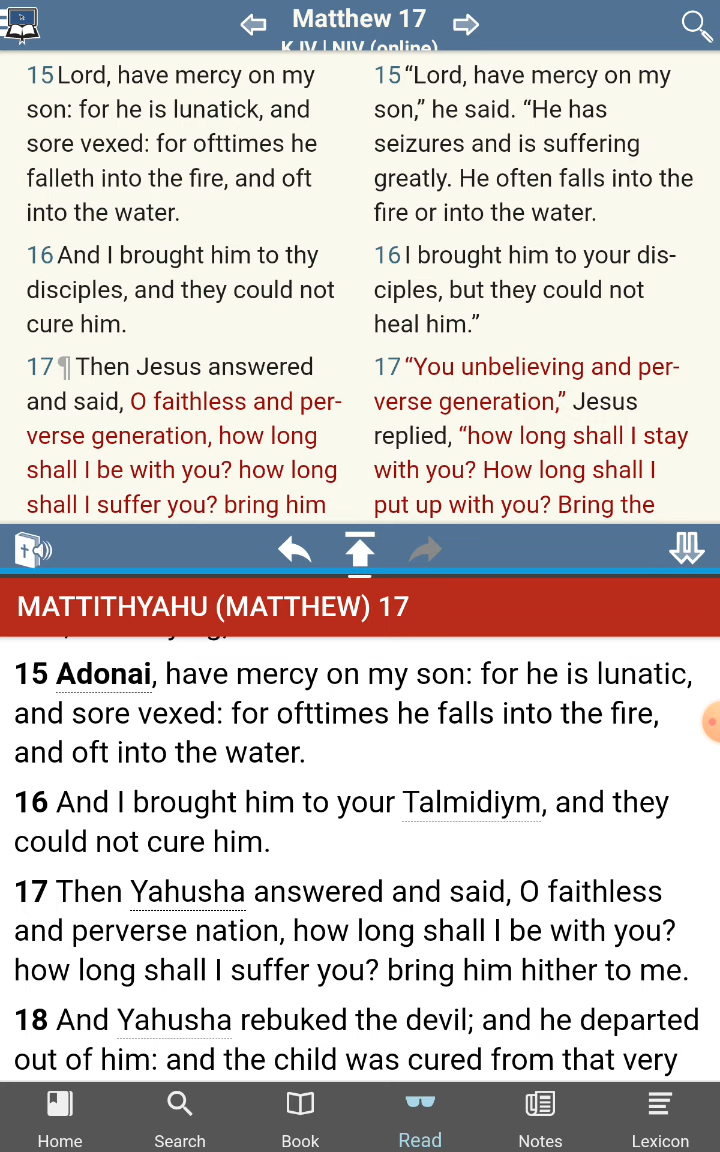 Matthew 17
KJV | NIV (online)
15 Lord, have mercy on my
son: for he is lunatick, and
sore vexed: for ofttimes he
falleth into the fire, and oft
into the water.
16 And I brought him to thy
disciples, and they could not
cure him.
17 ¶ Then Jesus answered
and said, O faithless and per-
verse generation, how long
shall I be with you? how long
shall I suffer you? bring him
15 “Lord, have mercy on my
son,” he said. “He has
seizures and is suffering
greatly. He often falls into the
fire or into the water.
16 I brought him to your dis-
ciples, but they could not
heal him.”
17 “You unbelieving and per-
verse generation,” Jesus
replied, “how long shall I stay
with you? How long shall I
put up with you? Bring the
MATTITHYAHU (MATTHEW) 17
15 Adonai, have mercy on my son: for he is lunatic,
and sore vexed: for ofttimes he falls into the fire,
and oft into the water.
16 And I brought him to your Talmidiym, and they
could not cure him.
17 Then Yahusha answered and said, O faithless
and perverse nation, how long shall I be with you?
how long shall I suffer you? bring him hither to me.
18 And Yahusha rebuked the devil; and he departed
out of him: and the child was cured from that very
Home
Search
Book
Read
Notes
Lexicon